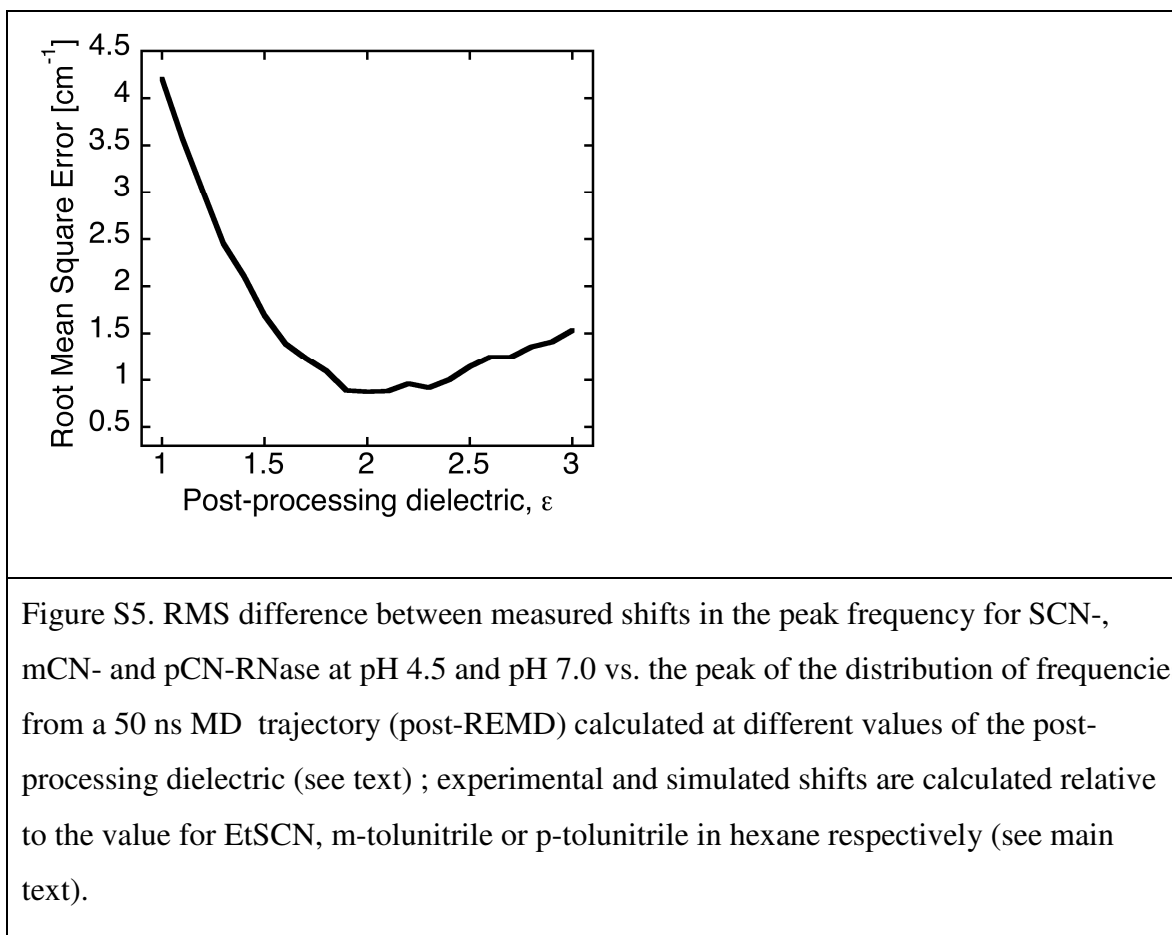 4.5
4
3.5
3
2.5
2
1.5
1
0.5
Root Mean Square Error [cm⁻¹]
1 1.5 2 2.5 3
Post-processing dielectric, ε
Figure S5. RMS difference between measured shifts in the peak frequency for SCN-,
mCN- and pCN-RNase at pH 4.5 and pH 7.0 vs. the peak of the distribution of frequencie
from a 50 ns MD trajectory (post-REMD) calculated at different values of the post-
processing dielectric (see text) ; experimental and simulated shifts are calculated relative
to the value for EtSCN, m-tolunitrile or p-tolunitrile in hexane respectively (see main
text).